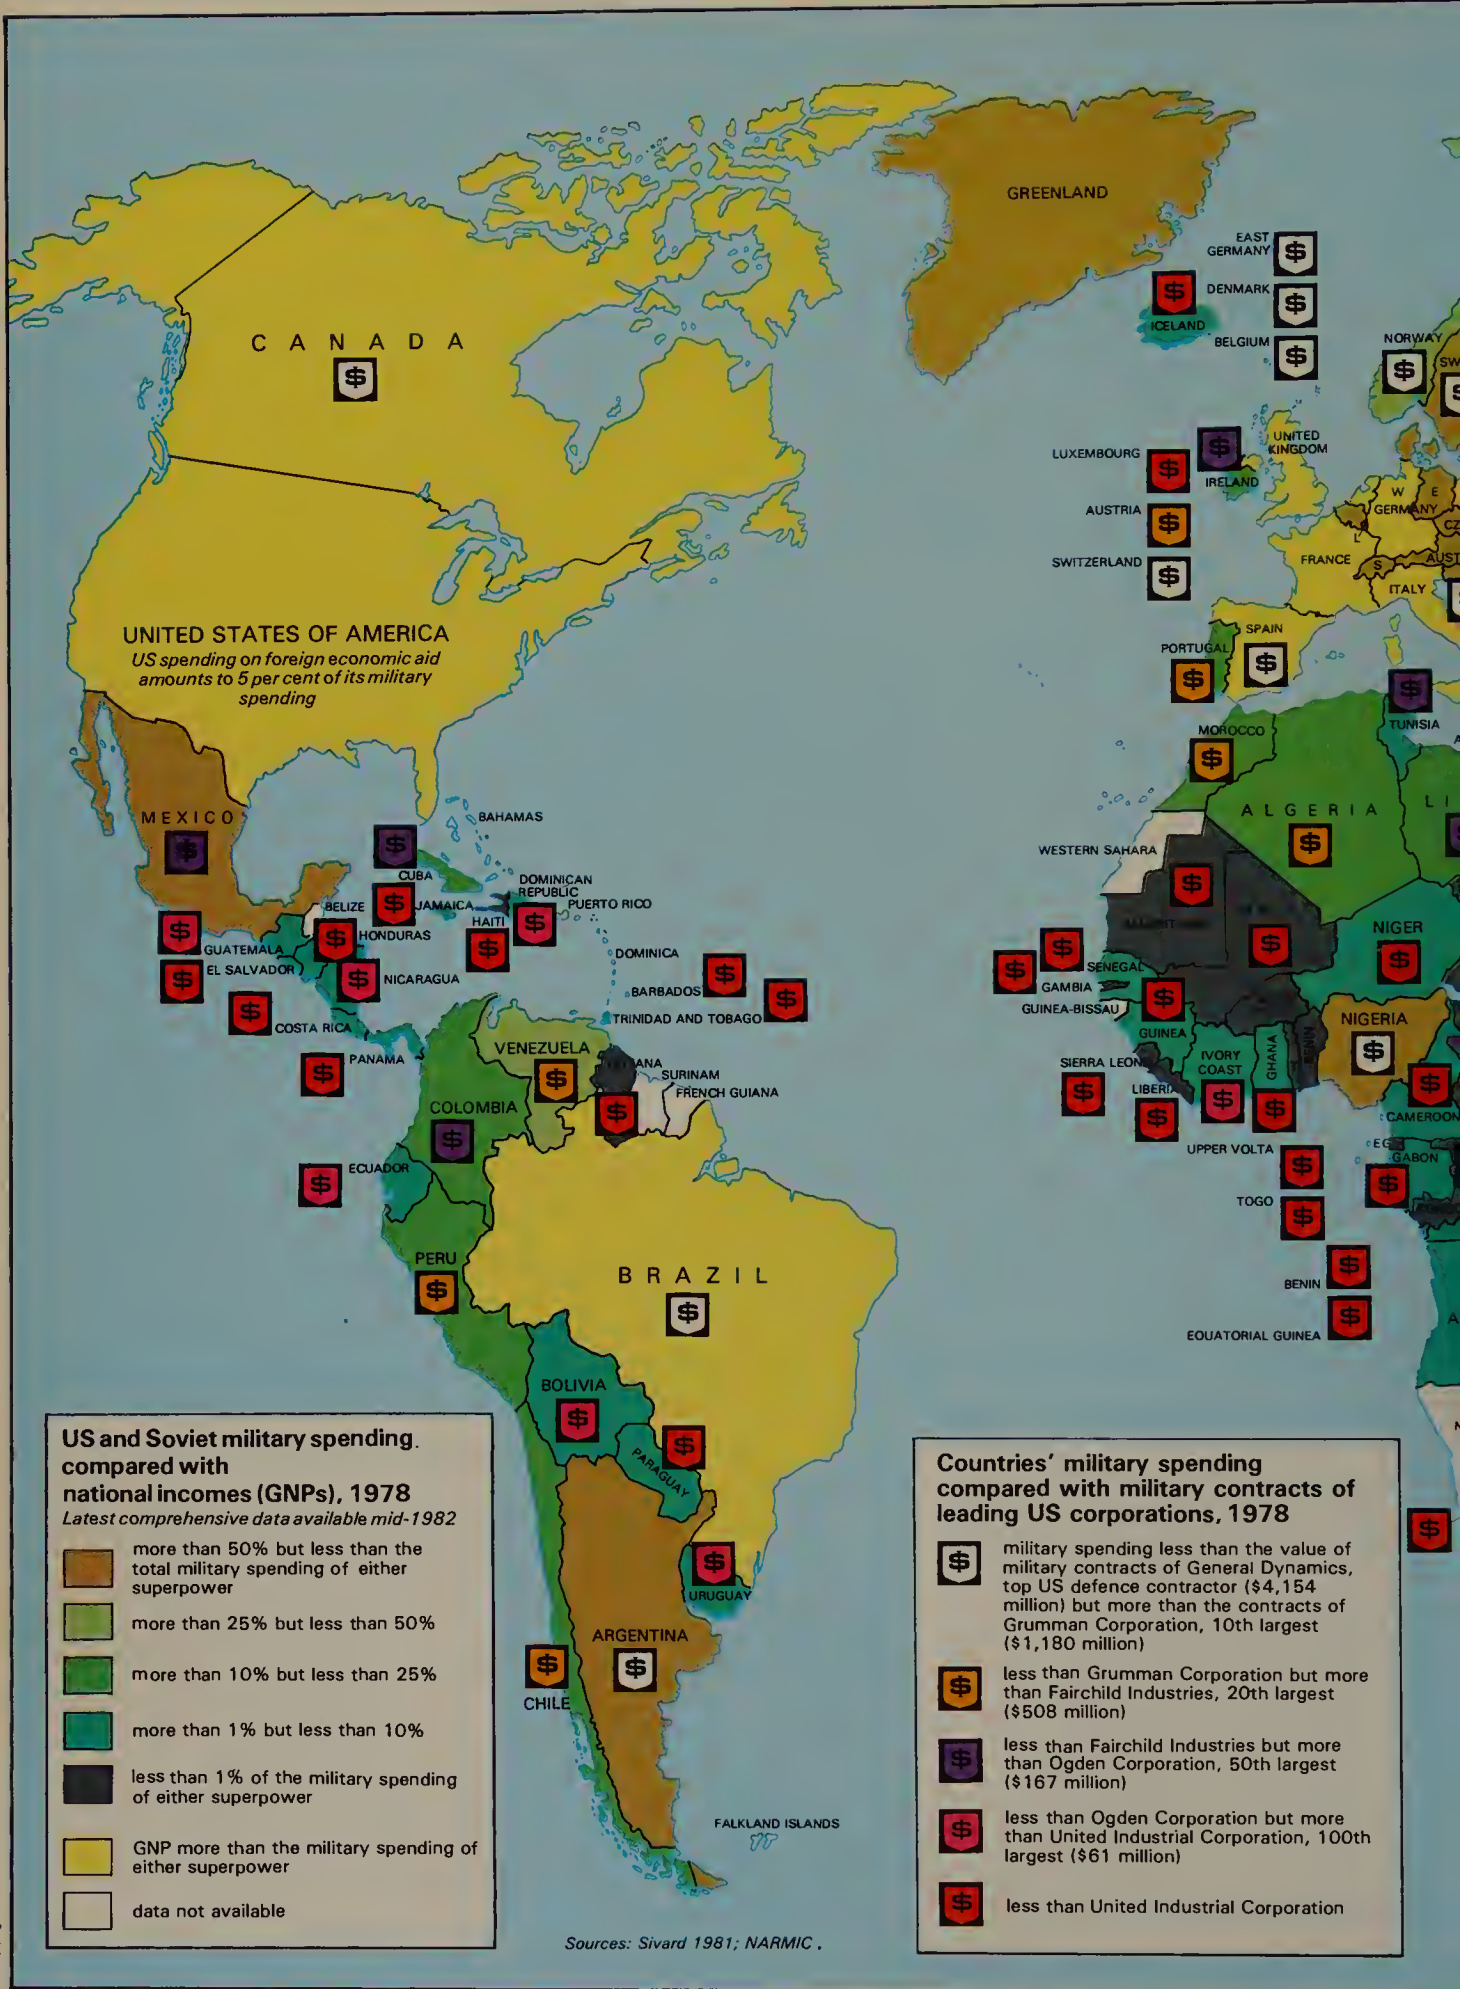 GREENLAND
EAST
GERMANY
DENMARK
BELGIUM
ICELAND
NORWAY
SW
CANADA
LUXEMBOURG
UNITED
KINGDOM
IRELAND
AUSTRIA
SWITZERLAND
W
GERMANY
E
CZ
L
FRANCE
S
AUST
ITALY
UNITED STATES OF AMERICA
US spending on foreign economic aid
amounts to 5 per cent of its military
spending
PORTUGAL
SPAIN
TUNISIA
MOROCCO
ALGERIA
LI
WESTERN SAHARA
MEXICO
BAHAMAS
CUBA
DOMINICAN
REPUBLIC
PUERTO RICO
BELIZE
JAMAICA
HAITI
HONDURAS
GUATEMALA
EL SALVADOR
NICARAGUA
COSTA RICA
PANAMA
DOMINICA
BARBADOS
TRINIDAD AND TOBAGO
NIGER
SENEGAL
GAMBIA
GUINEA-BISSAU
GUINEA
SIERRA LEON
LIBERIA
IVORY
COAST
GHANA
BENIN
NIGERIA
CAMEROON
EG
GABON
UPPER VOLTA
TOGO
BENIN
EQUATORIAL GUINEA
A
N
VENEZUELA
ANA
SURINAM
FRENCH GUIANA
COLOMBIA
ECUADOR
PERU
BRAZIL
BOLIVIA
PARAGUAY
URUGUAY
ARGENTINA
CHILE
FALKLAND ISLANDS
US and Soviet military spending.
compared with
national incomes (GNPs), 1978
Latest comprehensive data available mid-1982
more than 50% but less than the
total military spending of either
superpower
more than 25% but less than 50%
more than 10% but less than 25%
more than 1% but less than 10%
less than 1% of the military spending
of either superpower
GNP more than the military spending of
either superpower
data not available
Sources: Sivard 1981; NARMIC .
Countries' military spending
compared with military contracts of
leading US corporations, 1978
$ military spending less than the value of
military contracts of General Dynamics,
top US defence contractor ($4,154
million) but more than the contracts of
Grumman Corporation, 10th largest
($1,180 million)
$ less than Grumman Corporation but more
than Fairchild Industries, 20th largest
($508 million)
$ less than Fairchild Industries but more
than Ogden Corporation, 50th largest
($167 million)
$ less than Ogden Corporation but more
than United Industrial Corporation, 100th
largest ($61 million)
$ less than United Industrial Corporation